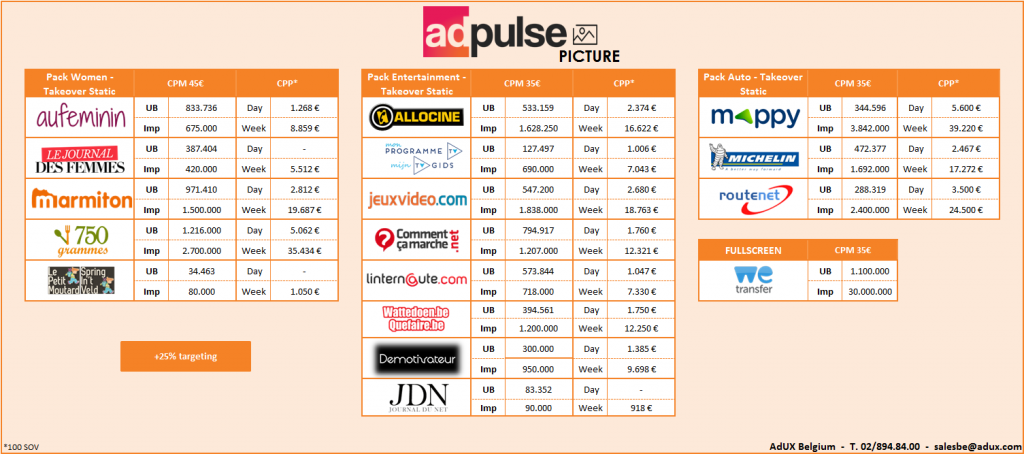 adpulse
PICTURE
Pack Women - Takeover Static CPM 45€ CPP*
aufeminin UB 833.736 Day 1.268 €
Imp 675.000 Week 8.859 €
LE JOURNAL DES FEMMES UB 387.404 Day -
Imp 420.000 Week 5.512 €
marmiton UB 971.410 Day 2.812 €
Imp 1.500.000 Week 19.687 €
750 grammes UB 1.216.000 Day 5.062 €
Imp 2.700.000 Week 35.434 €
Le Petit Moutard Spring In't Veld UB 34.463 Day -
Imp 80.000 Week 1.050 €
+25% targeting
Pack Entertainment - Takeover Static CPM 35€ CPP*
ALLOCINE UB 533.159 Day 2.374 €
Imp 1.628.250 Week 16.622 €
mon PROGRAMME TV mijn TV GIDS UB 127.497 Day 1.006 €
Imp 690.000 Week 7.043 €
jeuxvideo.com UB 547.200 Day 2.680 €
Imp 1.838.000 Week 18.763 €
Comment ça marche.net UB 794.917 Day 1.760 €
Imp 1.207.000 Week 12.321 €
linternaute.com UB 573.844 Day 1.047 €
Imp 718.000 Week 7.330 €
Wattedoen.be Quefaire.be UB 394.561 Day 1.750 €
Imp 1.200.000 Week 12.250 €
Demotivateur UB 300.000 Day 1.385 €
Imp 950.000 Week 9.698 €
JDN JOURNAL DU NET UB 83.352 Day -
Imp 90.000 Week 918 €
Pack Auto - Takeover Static CPM 35€ CPP*
mappy UB 344.596 Day 5.600 €
Imp 3.842.000 Week 39.220 €
MICHELIN A better way forward UB 472.377 Day 2.467 €
Imp 1.692.000 Week 17.272 €
routenet UB 288.319 Day 3.500 €
Imp 2.400.000 Week 24.500 €
FULLSCREEN CPM 35€
we transfer UB 1.100.000
Imp 30.000.000
*100 SOV
AdUX Belgium - T. 02/894.84.00 - salesbe@adux.com